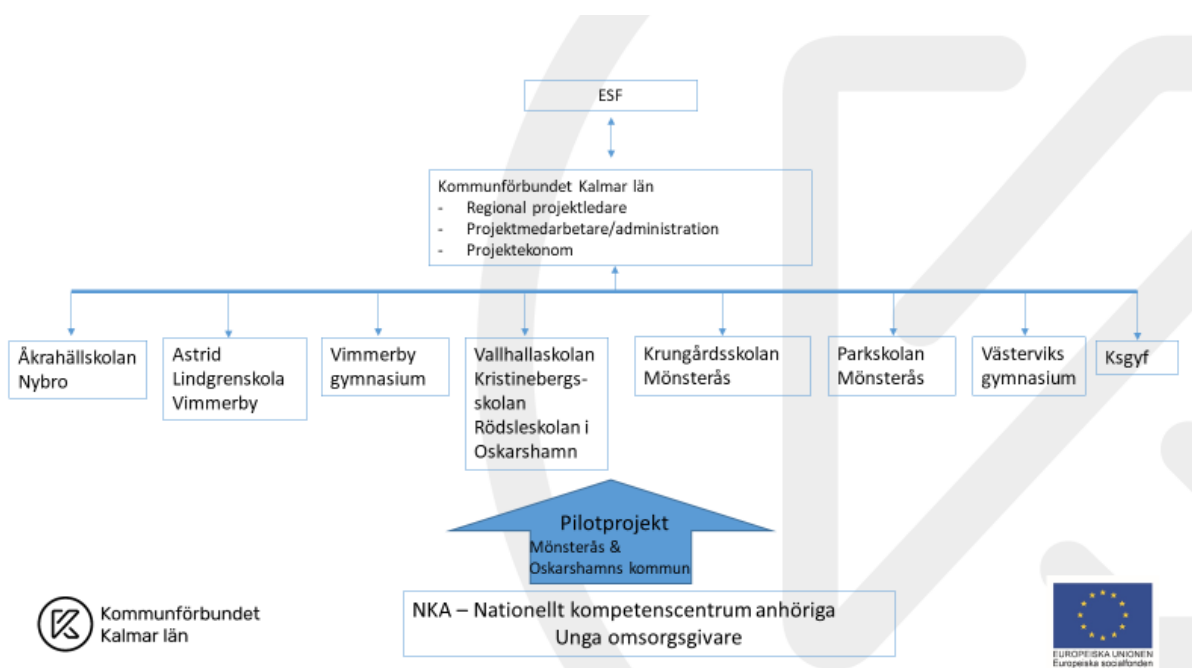 ESF
Kommunförbundet Kalmar län
- Regional projektledare
- Projektmedarbetare/administration
- Projektekonom
Åkrahällskolan
Nybro
Astrid
Lindgrenskola
Vimmerby
Vimmerby
gymnasium
Vallhallaskolan
Kristinebergs-
skolan
Rödsleskolan i
Oskarshamn
Krungårdsskolan
Mönsterås
Parkskolan
Mönsterås
Västerviks
gymnasium
Ksgyf
Pilotprojekt
Mönsterås &
Oskarshamns kommun
NKA – Nationellt kompetenscentrum anhöriga
Unga omsorgsgivare
Kommunförbundet
Kalmar län
EUROPEISKA UNIONEN
Europeiska socialfonden